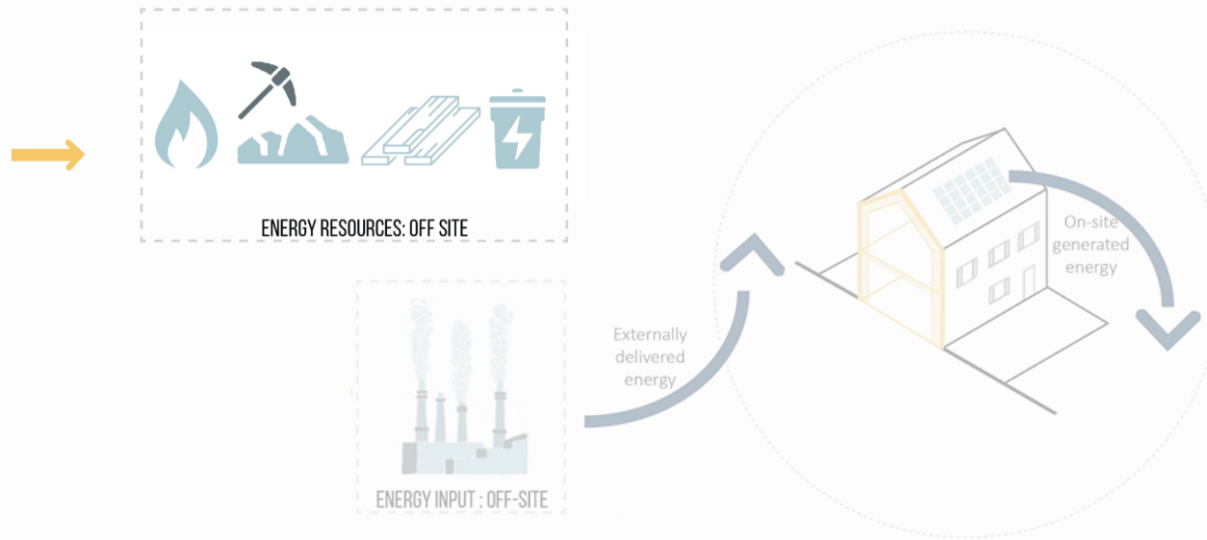 ENERGY RESOURCES: OFF SITE
On-site
generated
energy
Externally
delivered
energy
ENERGY INPUT : OFF-SITE